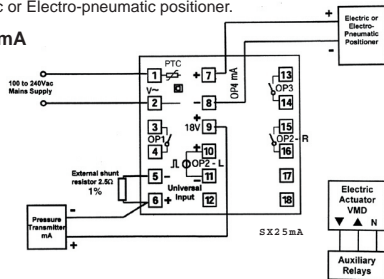 c or Electro-pneumatic positioner.
mA
Electric or
Electro-
Pneumatic
Positioner
+
-
100 to 240Vac
Mains Supply
1 PTC + 7
V~
2 - 8
OP4 mA
13
OP3
14
3
OP1
4
18V 9 +
15
OP2 - R
16
+
10
OP2 - L
11
-
External shunt
resistor 2.5Ω
1%
5 -
6 +
Universal
Input
12
17
18
Pressure
Transmitter
mA
-
+
SX25mA
Electric
Actuator
VMD
▼ ▲ N
Auxiliary
Relays